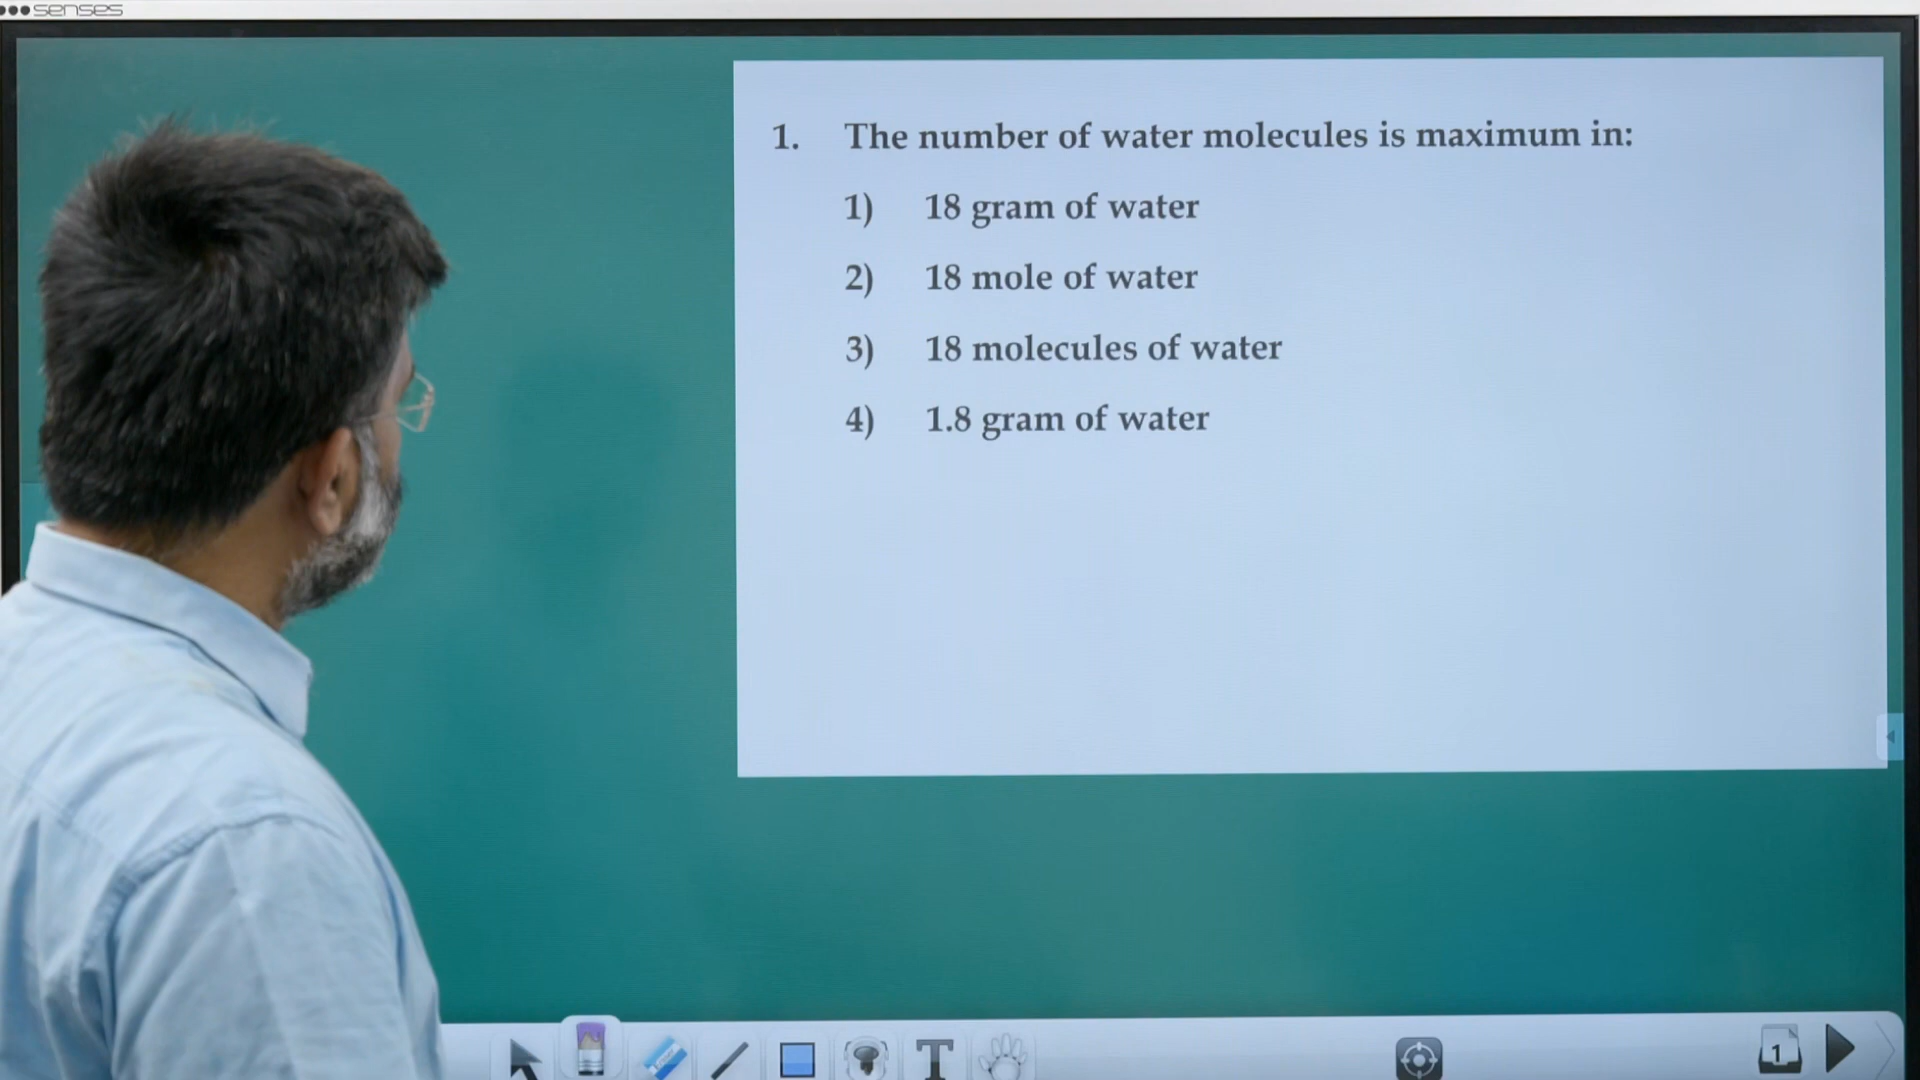 senses
1. The number of water molecules is maximum in:
1) 18 gram of water
2) 18 mole of water
3) 18 molecules of water
4) 1.8 gram of water
T
1